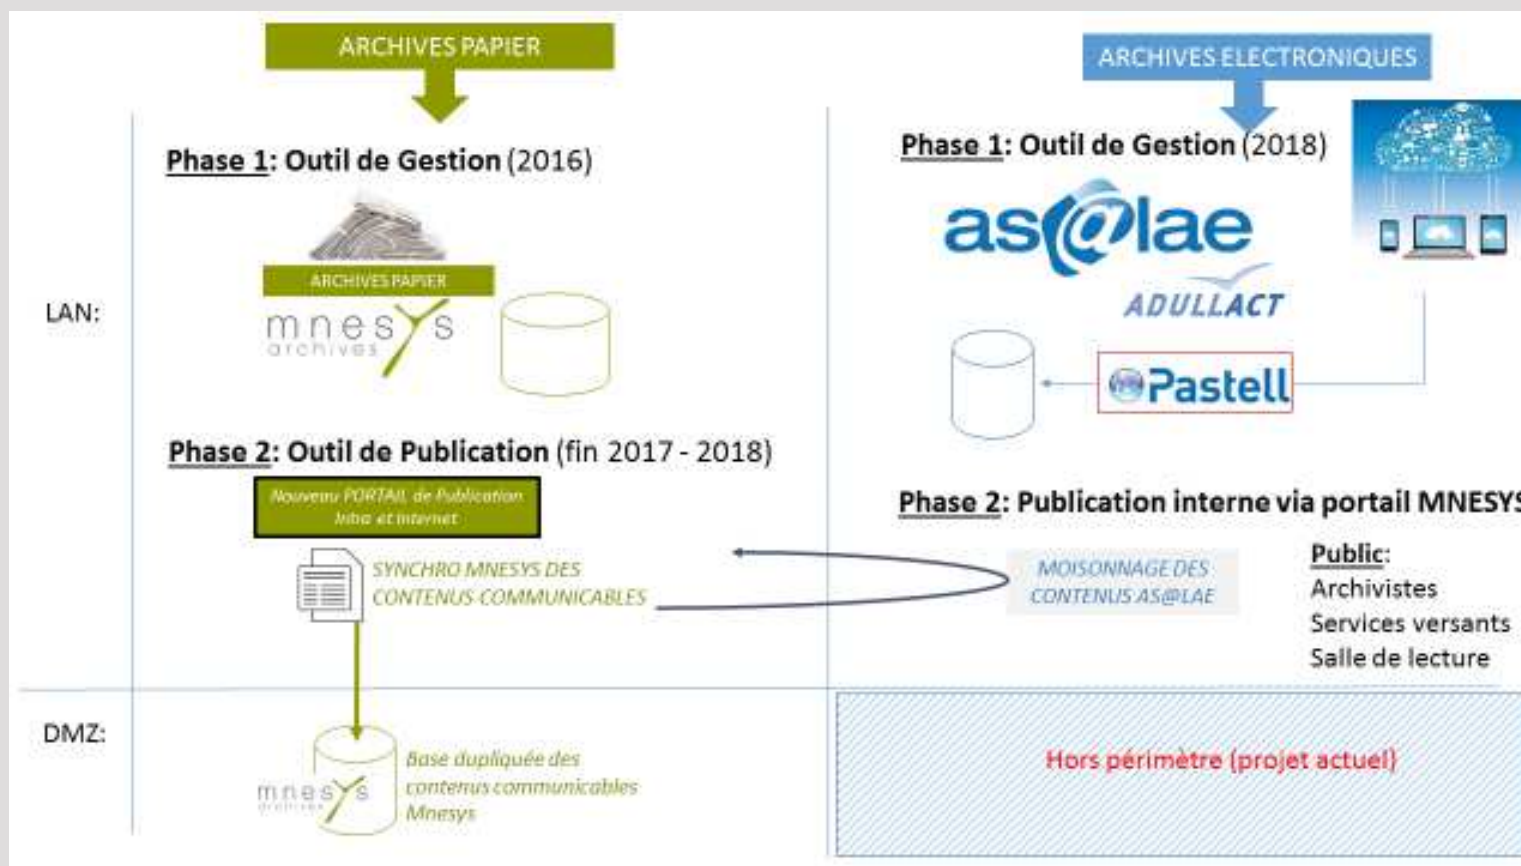 ARCHIVES PAPIER
Phase 1: Outil de Gestion (2016)
ARCHIVES PAPIER
mnesys
archives
LAN:
Phase 2: Outil de Publication (fin 2017 - 2018)
Nouveau PORTAIL de Publication
Intra et Internet
SYNCHRO MNESYS DES
CONTENUS COMMUNICABLES
DMZ:
mnesys
archives
Base dupliquée des
contenus communicables
Mnesys
ARCHIVES ELECTRONIQUES
Phase 1: Outil de Gestion (2018)
as@lae
ADULLACT
Pastell
Phase 2: Publication interne via portail MNESYS
MOISONNAGE DES
CONTENUS AS@LAE
Public:
Archivistes
Services versants
Salle de lecture
Hors périmètre (projet actuel)